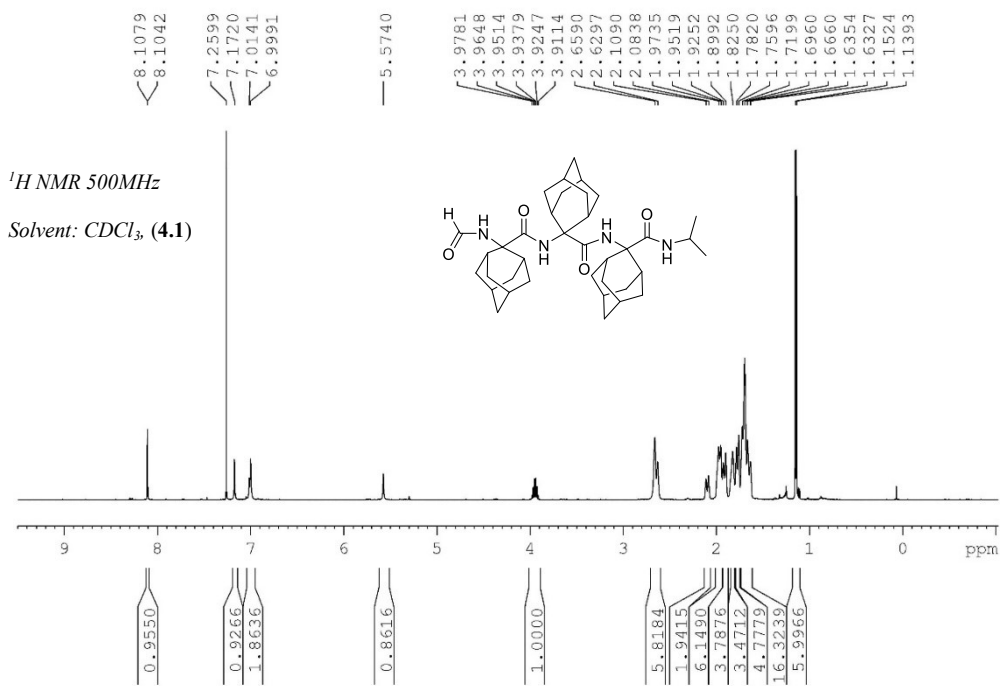 8.1079
8.1042
7.2599
7.1720
7.0141
6.9991
5.5740
3.9781
3.9648
3.9514
3.9379
3.9247
3.9114
2.6590
2.6297
2.1090
2.0838
1.9735
1.9519
1.9252
1.8992
1.8250
1.7820
1.7596
1.7199
1.6960
1.6660
1.6354
1.6327
1.1524
1.1393
¹H NMR 500MHz
Solvent: CDCl₃, (4.1)
H
O
H
N
O
N
H
O
H
N
O
N
H
9 8 7 6 5 4 3 2 1 0 ppm
0.9550
0.9266
1.8636
0.8616
1.0000
5.8184
1.9415
6.1490
3.7876
3.4712
4.7779
16.3239
5.9966